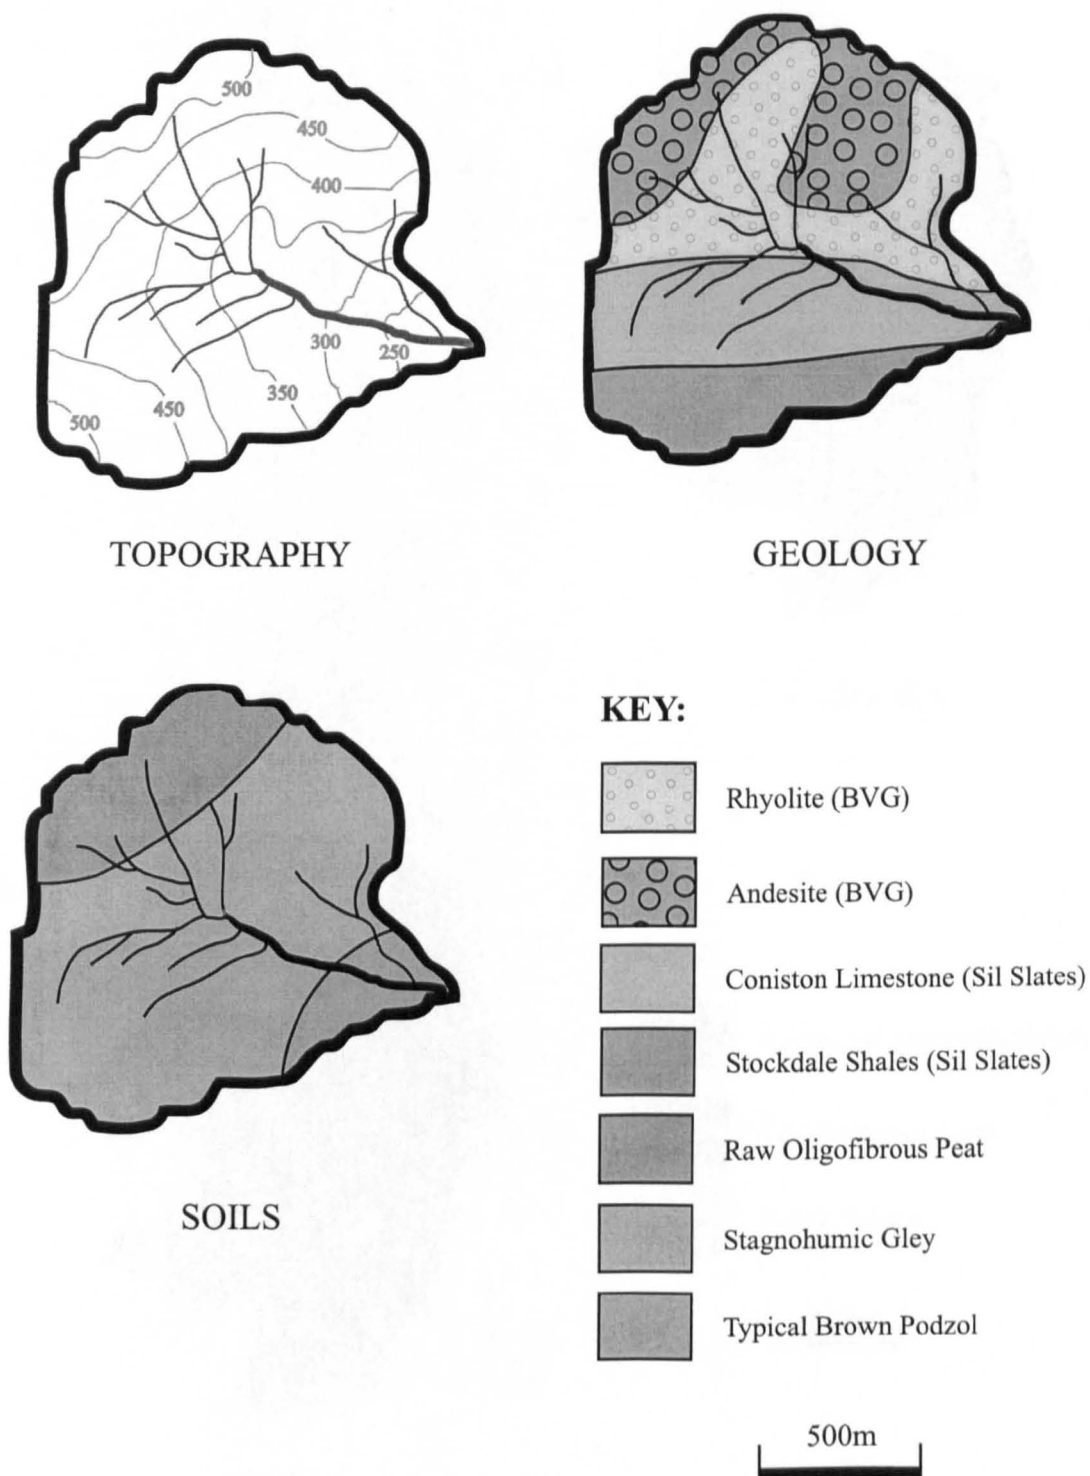 500
450
400
300
250
350
450
500
TOPOGRAPHY
GEOLOGY
SOILS
KEY:
Rhyolite (BVG)
Andesite (BVG)
Coniston Limestone (Sil Slates)
Stockdale Shales (Sil Slates)
Raw Oligofibrous Peat
Stagnohumic Gley
Typical Brown Podzol
500m